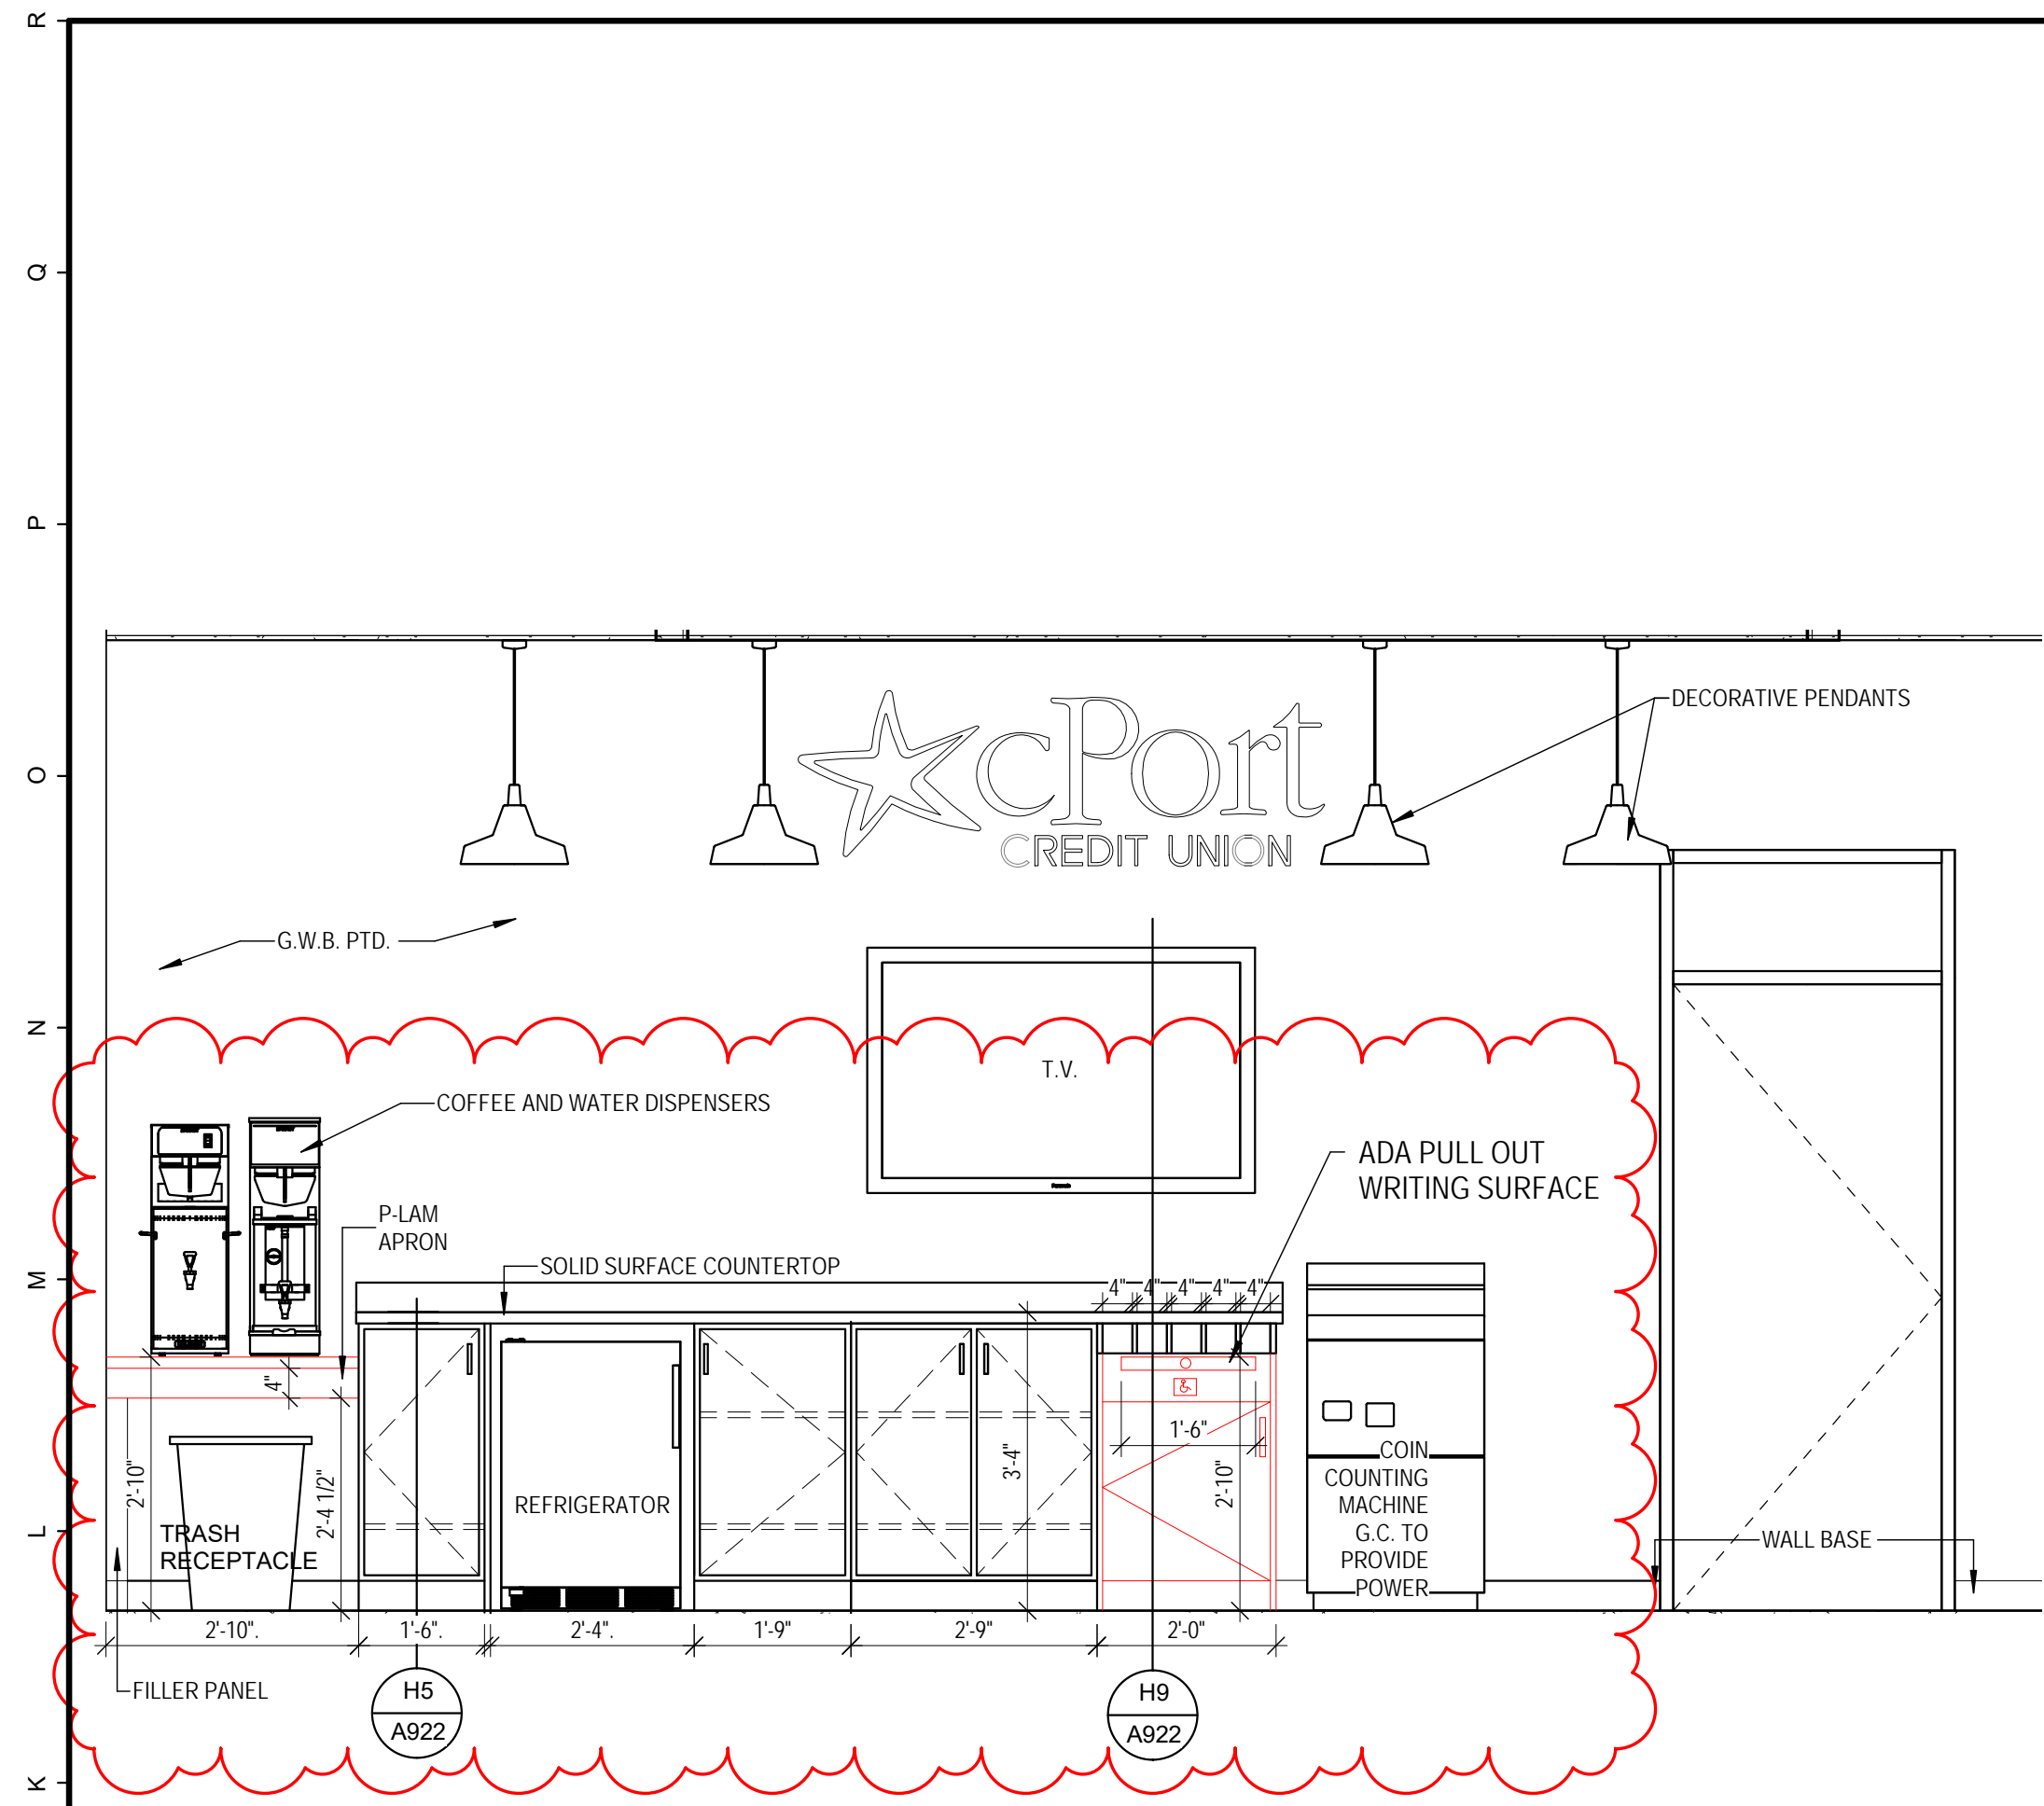 R
Q
P
O
N
M
L
K
DECORATIVE PENDANTS
cPort
CREDIT UNION
G.W.B. PTD.
T.V.
COFFEE AND WATER DISPENSERS
ADA PULL OUT
WRITING SURFACE
P-LAM
APRON
SOLID SURFACE COUNTERTOP
4" 4" 4" 4" 4"
4"
2'-10"
2'-4 1/2"
TRASH
RECEPTACLE
REFRIGERATOR
3'-4"
1'-6"
2'-10"
COIN
COUNTING
MACHINE
G.C. TO
PROVIDE
POWER
WALL BASE
2'-10".
1'-6".
2'-4".
1'-9"
2'-9"
2'-0"
FILLER PANEL
H5
A922
H9
A922